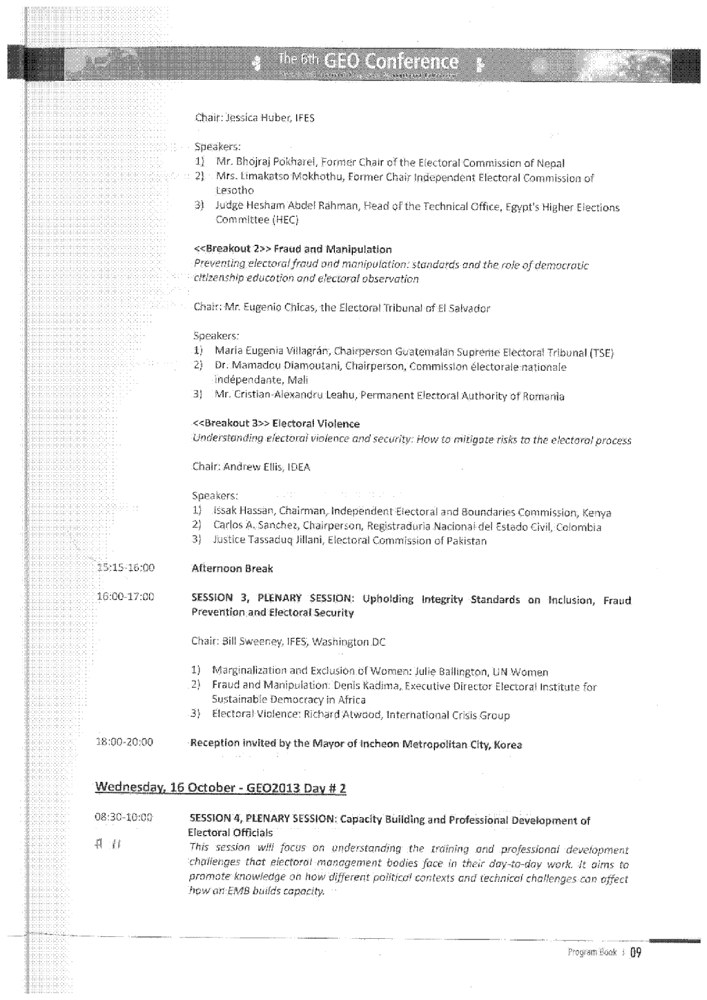 The 6th GEO Conference
Chair: Jessica Huber, IFES
Speakers:
1) Mr. Bhojraj Pokharel, Former Chair of the Electoral Commission of Nepal
2) Mrs. Limakatso Mokhothu, Former Chair Independent Electoral Commission of
Lesotho
3) Judge Hesham Abdel Rahman, Head of the Technical Office, Egypt's Higher Elections
Committee (HEC)
<<Breakout 2>> Fraud and Manipulation
Preventing electoral fraud and manipulation: standards and the role of democratic
citizenship education and electoral observation
Chair: Mr. Eugenio Chicas, the Electoral Tribunal of El Salvador
Speakers:
1) Maria Eugenia Villagrán, Chairperson Guatemalan Supreme Electoral Tribunal (TSE)
2) Dr. Mamadou Diamoutani, Chairperson, Commission électorale nationale
indépendante, Mali
3) Mr. Cristian-Alexandru Leahu, Permanent Electoral Authority of Romania
<<Breakout 3>> Electoral Violence
Understanding electoral violence and security: How to mitigate risks to the electoral process
Chair: Andrew Ellis, IDEA
Speakers:
1) Issak Hassan, Chairman, Independent Electoral and Boundaries Commission, Kenya
2) Carlos A. Sanchez, Chairperson, Registraduria Nacional del Estado Civil, Colombia
3) Justice Tassaduq Jillani, Electoral Commission of Pakistan
15:15-16:00 Afternoon Break
16:00-17:00 SESSION 3, PLENARY SESSION: Upholding Integrity Standards on Inclusion, Fraud
Prevention and Electoral Security
Chair: Bill Sweeney, IFES, Washington DC
1) Marginalization and Exclusion of Women: Julie Ballington, UN Women
2) Fraud and Manipulation: Denis Kadima, Executive Director Electoral Institute for
Sustainable Democracy in Africa
3) Electoral Violence: Richard Atwood, International Crisis Group
18:00-20:00 Reception invited by the Mayor of Incheon Metropolitan City, Korea
Wednesday, 16 October - GEO2013 Day # 2
08:30-10:00 SESSION 4, PLENARY SESSION: Capacity Building and Professional Development of
Electoral Officials
This session will focus on understanding the training and professional development
challenges that electoral management bodies face in their day-to-day work. It aims to
promote knowledge on how different political contexts and technical challenges can affect
how an EMB builds capacity.
Program Book | 09